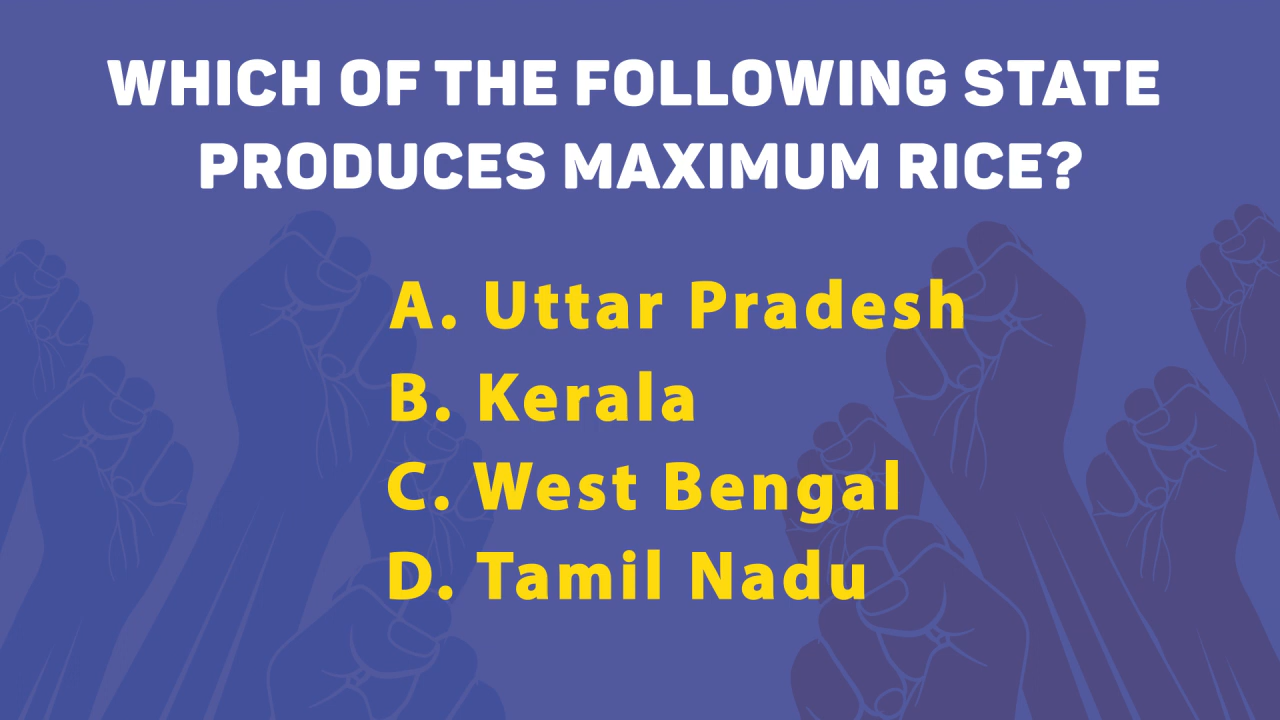 WHICH OF THE FOLLOWING STATE
PRODUCES MAXIMUM RICE?
A. Uttar Pradesh
B. Kerala
C. West Bengal
D. Tamil Nadu